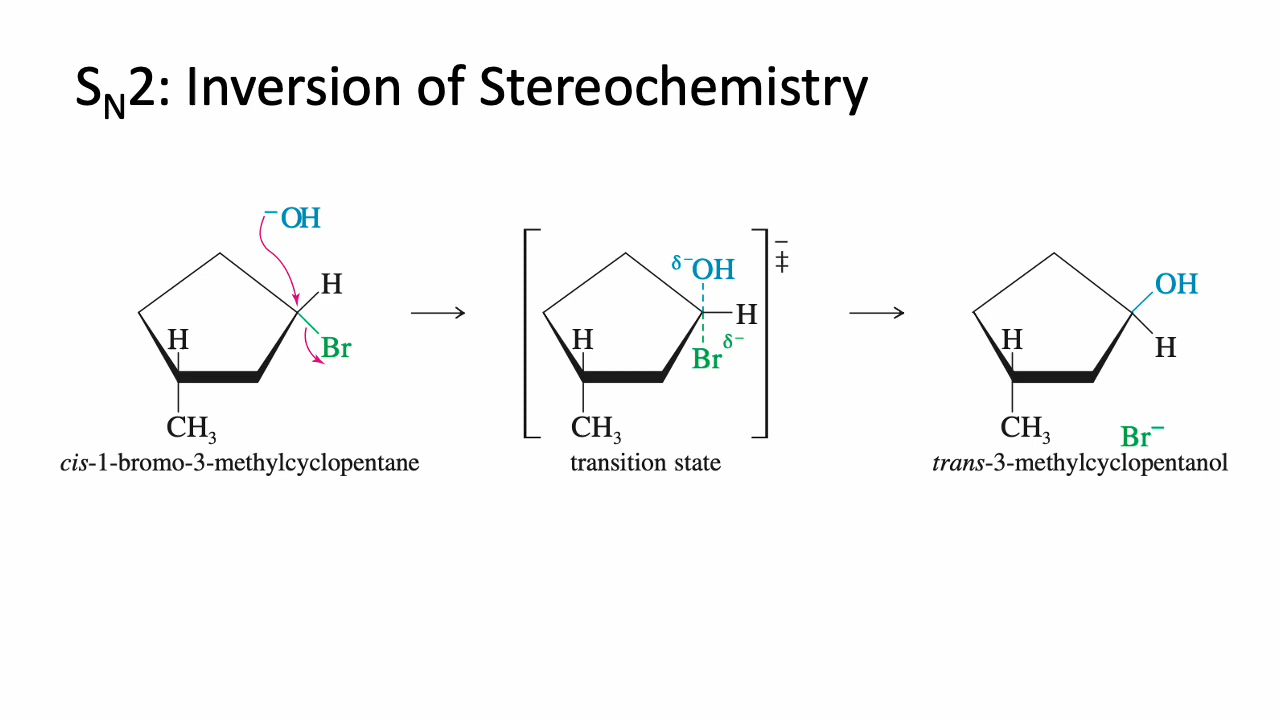 S_N2: Inversion of Stereochemistry
⁻OH
H
H
Br
CH₃
cis-1-bromo-3-methylcyclopentane
δ⁻OH
H
H
Br δ⁻
CH₃
−
‡
transition state
OH
H
H
CH₃
Br⁻
trans-3-methylcyclopentanol